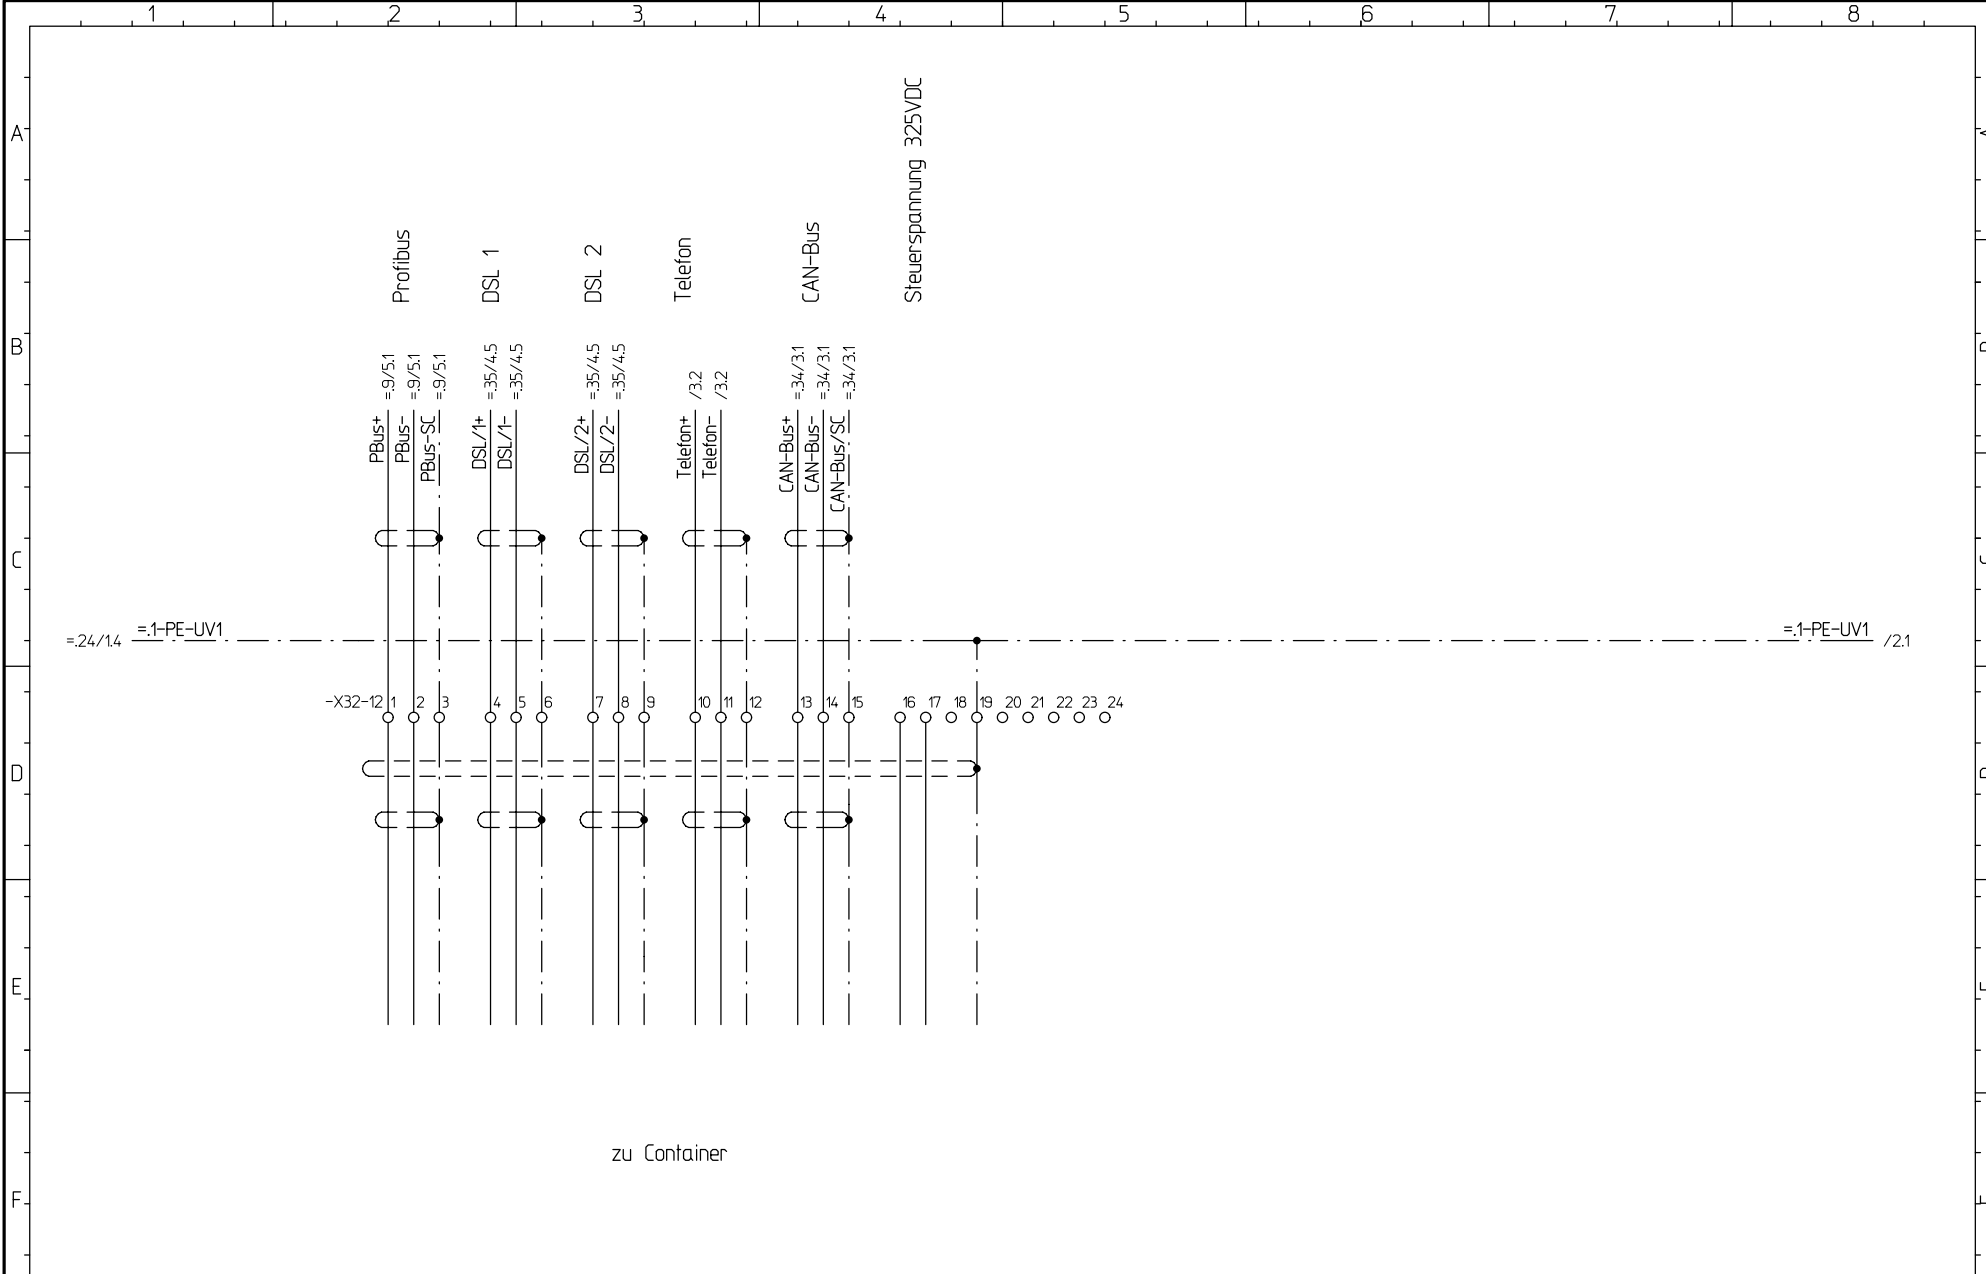 1 2 3 4 5 6 7 8
A
Steuerspannung 325VDC
Profibus
DSL 1
DSL 2
Telefon
CAN-Bus
B
=.9/5.1
=.9/5.1
=.9/5.1
=.35/4.5
=.35/4.5
=.35/4.5
=.35/4.5
/3.2
/3.2
=.34/3.1
=.34/3.1
=.34/3.1
PBus+
PBus-
PBus-SC
DSL/1+
DSL/1-
DSL/2+
DSL/2-
Telefon+
Telefon-
CAN-Bus+
CAN-Bus-
CAN-Bus/SC
C
=.24/1.4 =.1-PE-UV1 =.1-PE-UV1 /2.1
-X32-12 1 2 3 4 5 6 7 8 9 10 11 12 13 14 15 16 17 18 19 20 21 22 23 24
D
E
zu Container
F